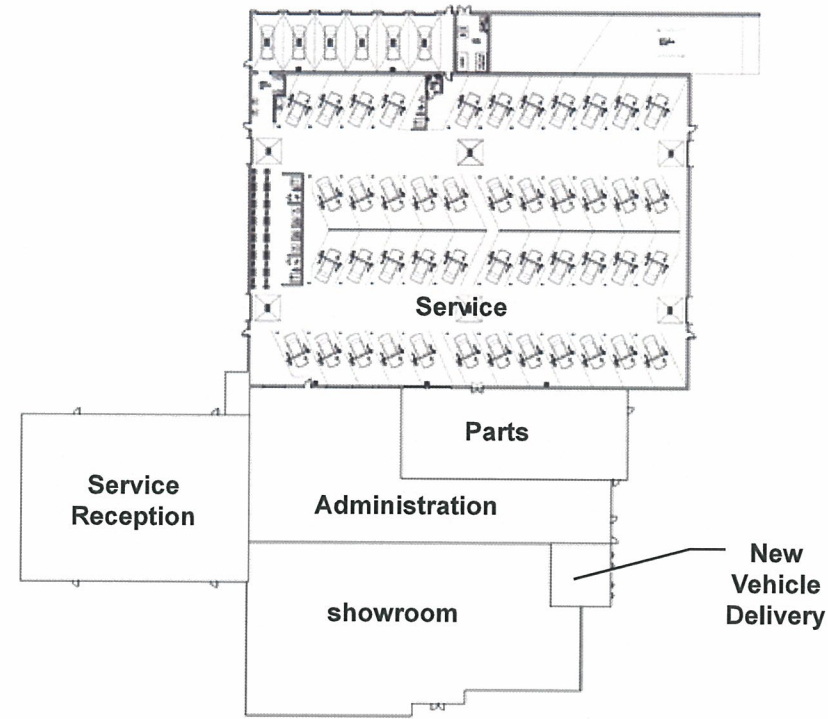 Service
Parts
Service
Reception
Administration
New
Vehicle
Delivery
showroom